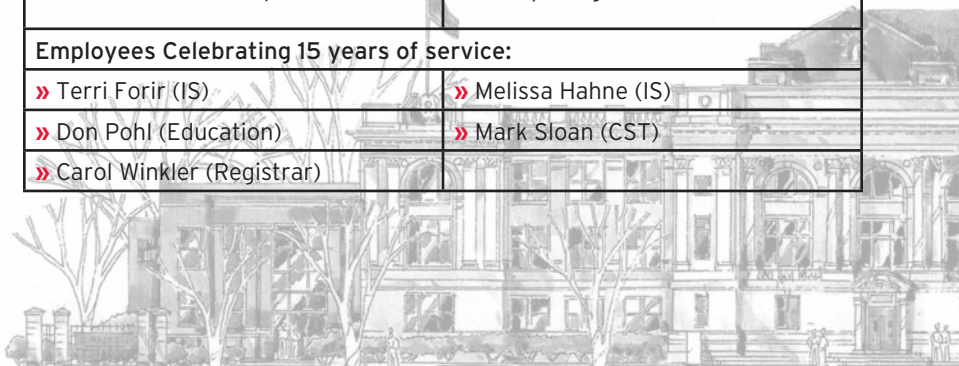 Employees Celebrating 15 years of service:
» Terri Forir (IS) » Melissa Hahne (IS)
» Don Pohl (Education) » Mark Sloan (CST)
» Carol Winkler (Registrar)